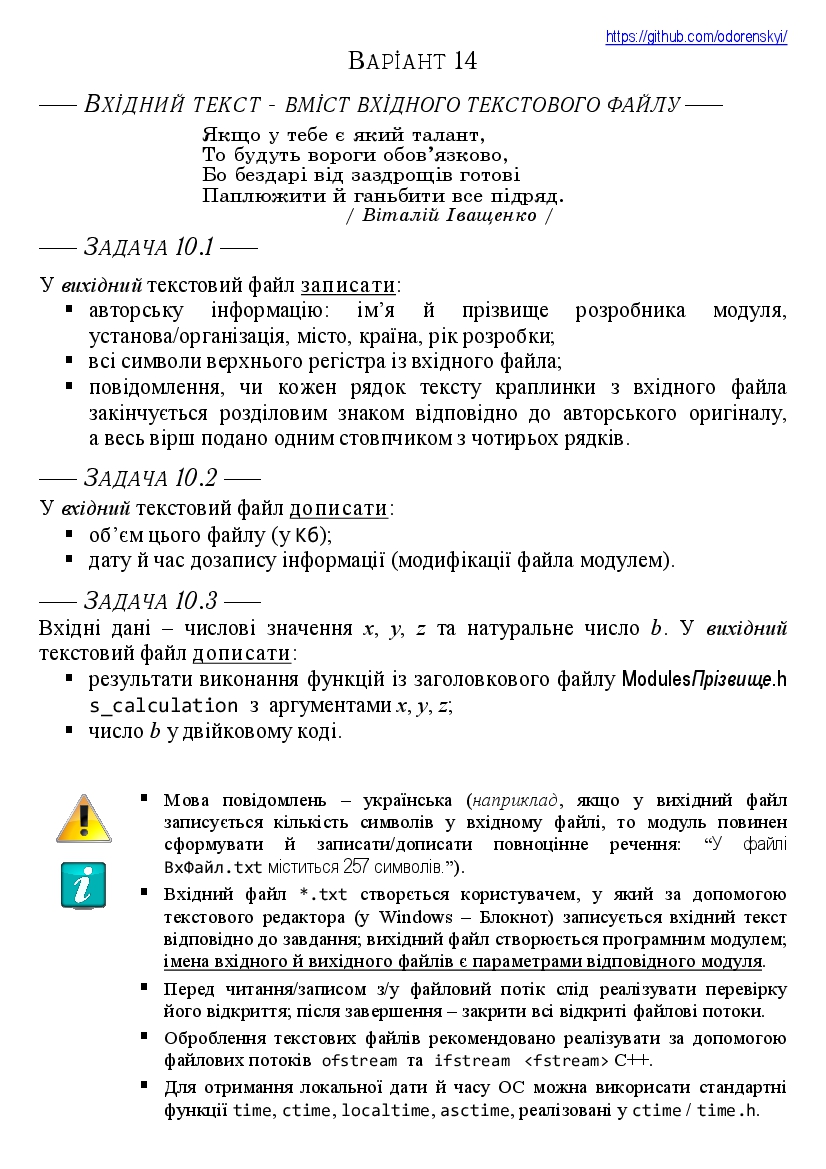 https://github.com/odorenskyi/
ВАРІАНТ 14
—— ВХІДНИЙ ТЕКСТ - ВМІСТ ВХІДНОГО ТЕКСТОВОГО ФАЙЛУ ——
Якщо у тебе є який талант,
То будуть вороги обов’язково,
Бо бездарі від заздрощів готові
Паплюжити й ганьбити все підряд.
/ Віталій Іващенко /
—— ЗАДАЧА 10.1 ——
У вихідний текстовий файл записати:
▪ авторську інформацію: ім’я й прізвище розробника модуля,
установа/організація, місто, країна, рік розробки;
▪ всі символи верхнього регістра із вхідного файла;
▪ повідомлення, чи кожен рядок тексту краплинки з вхідного файла
закінчується розділовим знаком відповідно до авторського оригіналу,
а весь вірш подано одним стовпчиком з чотирьох рядків.
—— ЗАДАЧА 10.2 ——
У вхідний текстовий файл дописати:
▪ об’єм цього файлу (у Кб);
▪ дату й час дозапису інформації (модифікації файла модулем).
—— ЗАДАЧА 10.3 ——
Вхідні дані – числові значення x, y, z та натуральне число b. У вихідний
текстовий файл дописати:
▪ результати виконання функцій із заголовкового файлу ModulesПрізвище.h
s_calculation з аргументами x, y, z;
▪ число b у двійковому коді.
▪ Мова повідомлень – українська (наприклад, якщо у вихідний файл
записується кількість символів у вхідному файлі, то модуль повинен
сформувати й записати/дописати повноцінне речення: “У файлі
ВхФайл.txt міститься 257 символів.”).
▪ Вхідний файл *.txt створється користувачем, у який за допомогою
текстового редактора (у Windows – Блокнот) записується вхідний текст
відповідно до завдання; вихідний файл створюється програмним модулем;
імена вхідного й вихідного файлів є параметрами відповідного модуля.
▪ Перед читання/записом з/у файловий потік слід реалізувати перевірку
його відкриття; після завершення – закрити всі відкриті файлові потоки.
▪ Оброблення текстових файлів рекомендовано реалізувати за допомогою
файлових потоків ofstream та ifstream <fstream> С++.
▪ Для отримання локальної дати й часу ОС можна викорисати стандартні
функції time, ctime, localtime, asctime, реалізовані у ctime / time.h.